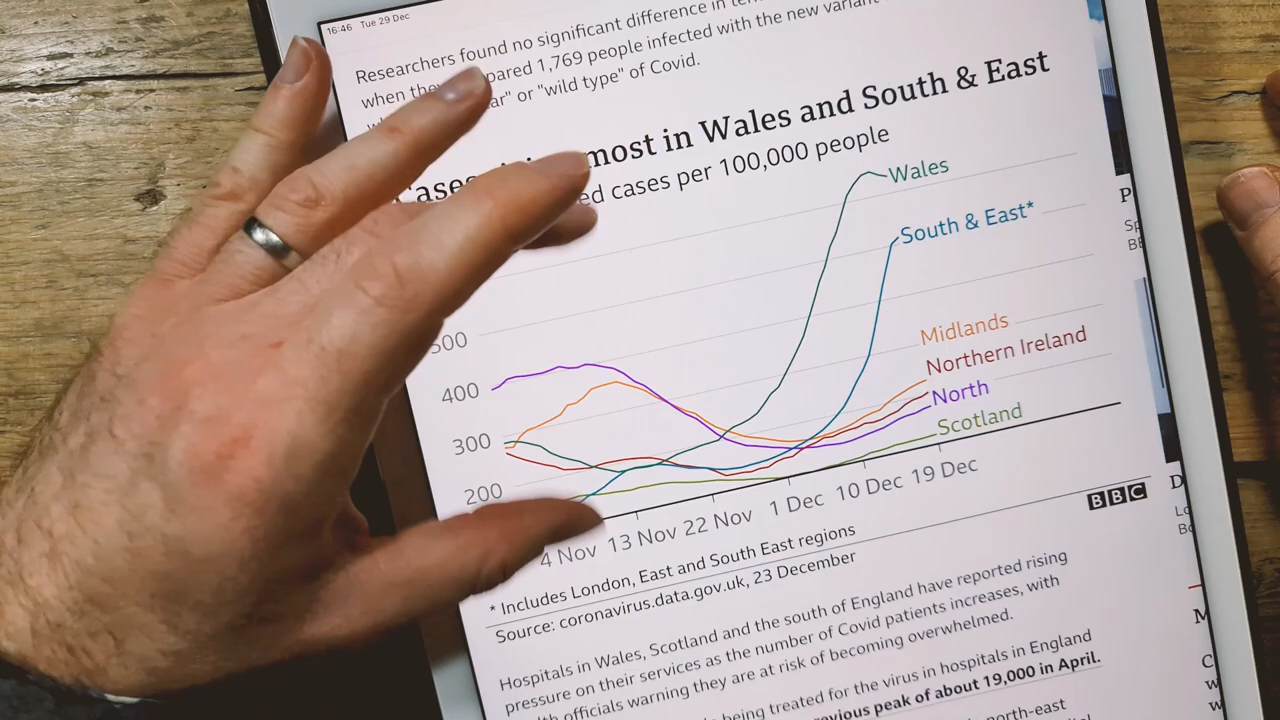 16:46 Tue 29 Dec
Researchers found no significant difference in
when they pared 1,769 people infected with the new variant
ar" or "wild type" of Covid.
Cases most in Wales and South & East
ed cases per 100,000 people
Wales
South & East*
500
Midlands
Northern Ireland
400
North
Scotland
300
200
4 Nov 13 Nov 22 Nov 1 Dec 10 Dec 19 Dec
BBC
* Includes London, East and South East regions
Source: coronavirus.data.gov.uk, 23 December
Hospitals in Wales, Scotland and the south of England have reported rising
pressure on their services as the number of Covid patients increases, with
officials warning they are at risk of becoming overwhelmed.
being treated for the virus in hospitals in England
previous peak of about 19,000 in April.
north-east